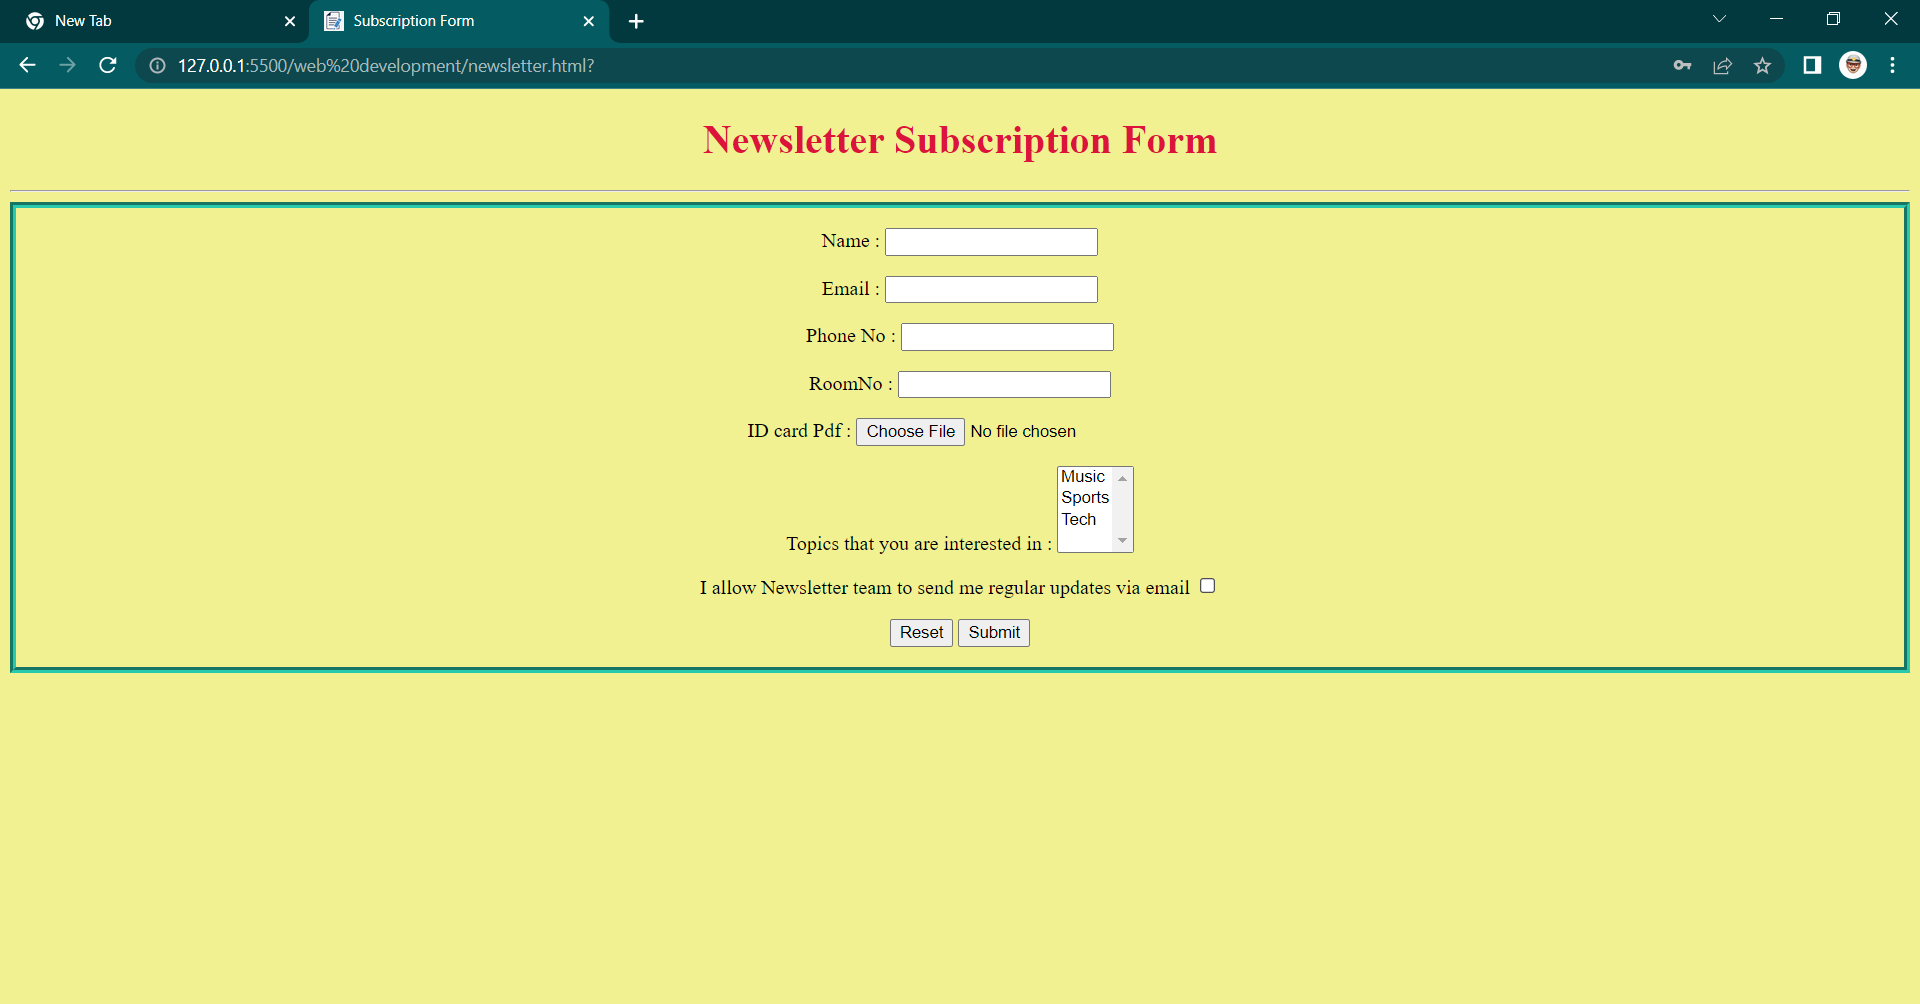 New Tab
Subscription Form
127.0.0.1:5500/web%20development/newsletter.html?
Newsletter Subscription Form
Name :
Email :
Phone No :
RoomNo :
ID card Pdf : Choose File No file chosen
Music
Sports
Tech
Topics that you are interested in :
I allow Newsletter team to send me regular updates via email
Reset Submit